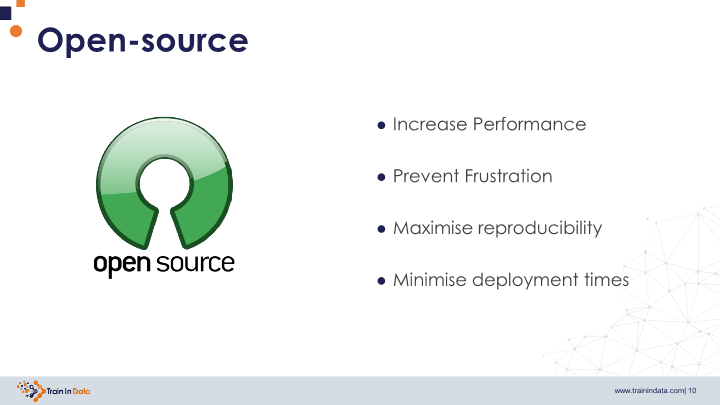 Open-source
● Increase Performance
● Prevent Frustration
● Maximise reproducibility
● Minimise deployment times
open source
Train In Data
www.trainindata.com| 10